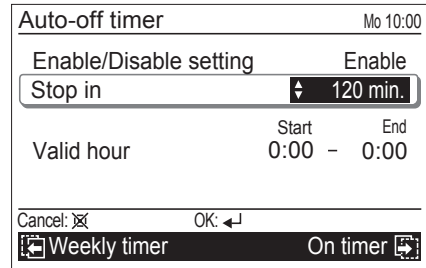 Auto-off timer Mo 10:00
Enable/Disable setting Enable
Stop in 120 min.
Start End
Valid hour 0:00 – 0:00
Cancel: OK:
Weekly timer On timer